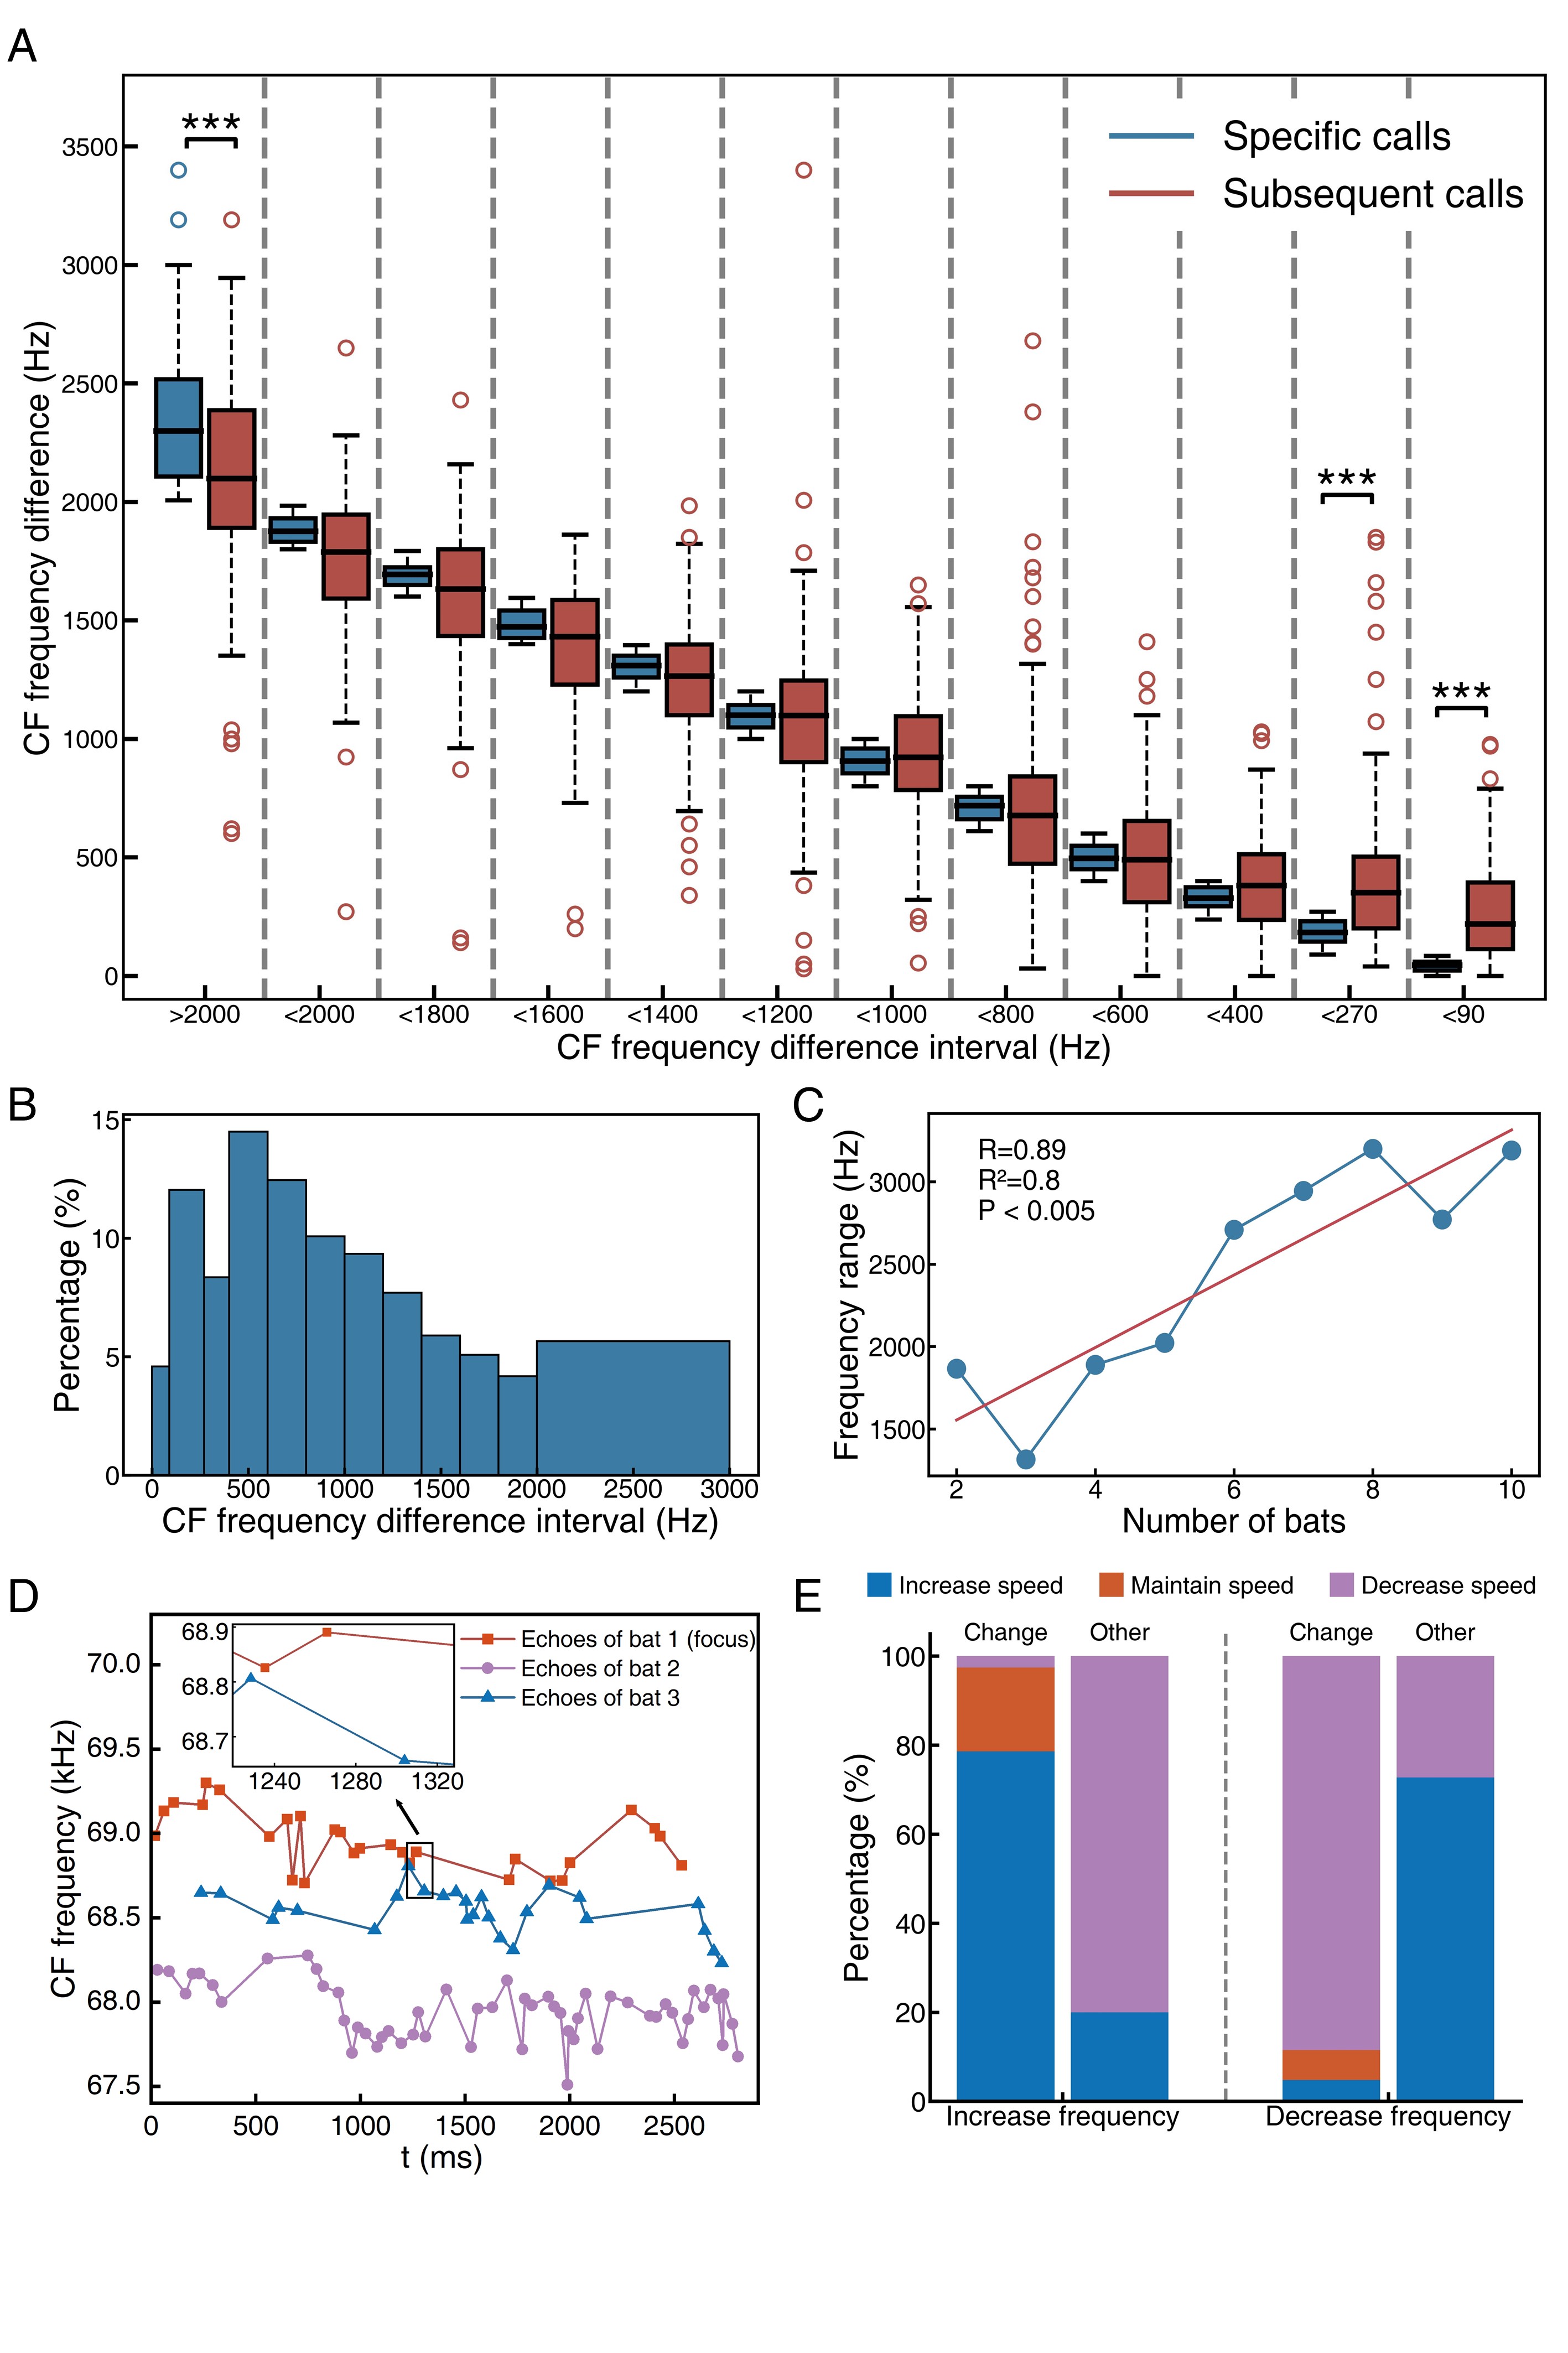 A
CF frequency difference (Hz)
3500
3000
2500
2000
1500
1000
500
0
***
***
***
Specific calls
Subsequent calls
>2000 <2000 <1800 <1600 <1400 <1200 <1000 <800 <600 <400 <270 <90
CF frequency difference interval (Hz)
B
Percentage (%)
15
10
5
0
0 500 1000 1500 2000 2500 3000
CF frequency difference interval (Hz)
C
Frequency range (Hz)
3000
2500
2000
1500
R=0.89
R²=0.8
P < 0.005
2 4 6 8 10
Number of bats
D
CF frequency (kHz)
70.0
69.5
69.0
68.5
68.0
67.5
68.9
68.8
68.7
1240 1280 1320
Echoes of bat 1 (focus)
Echoes of bat 2
Echoes of bat 3
0 500 1000 1500 2000 2500
t (ms)
E
Increase speed Maintain speed Decrease speed
Change Other Change Other
Percentage (%)
100
80
60
40
20
0
Increase frequency Decrease frequency